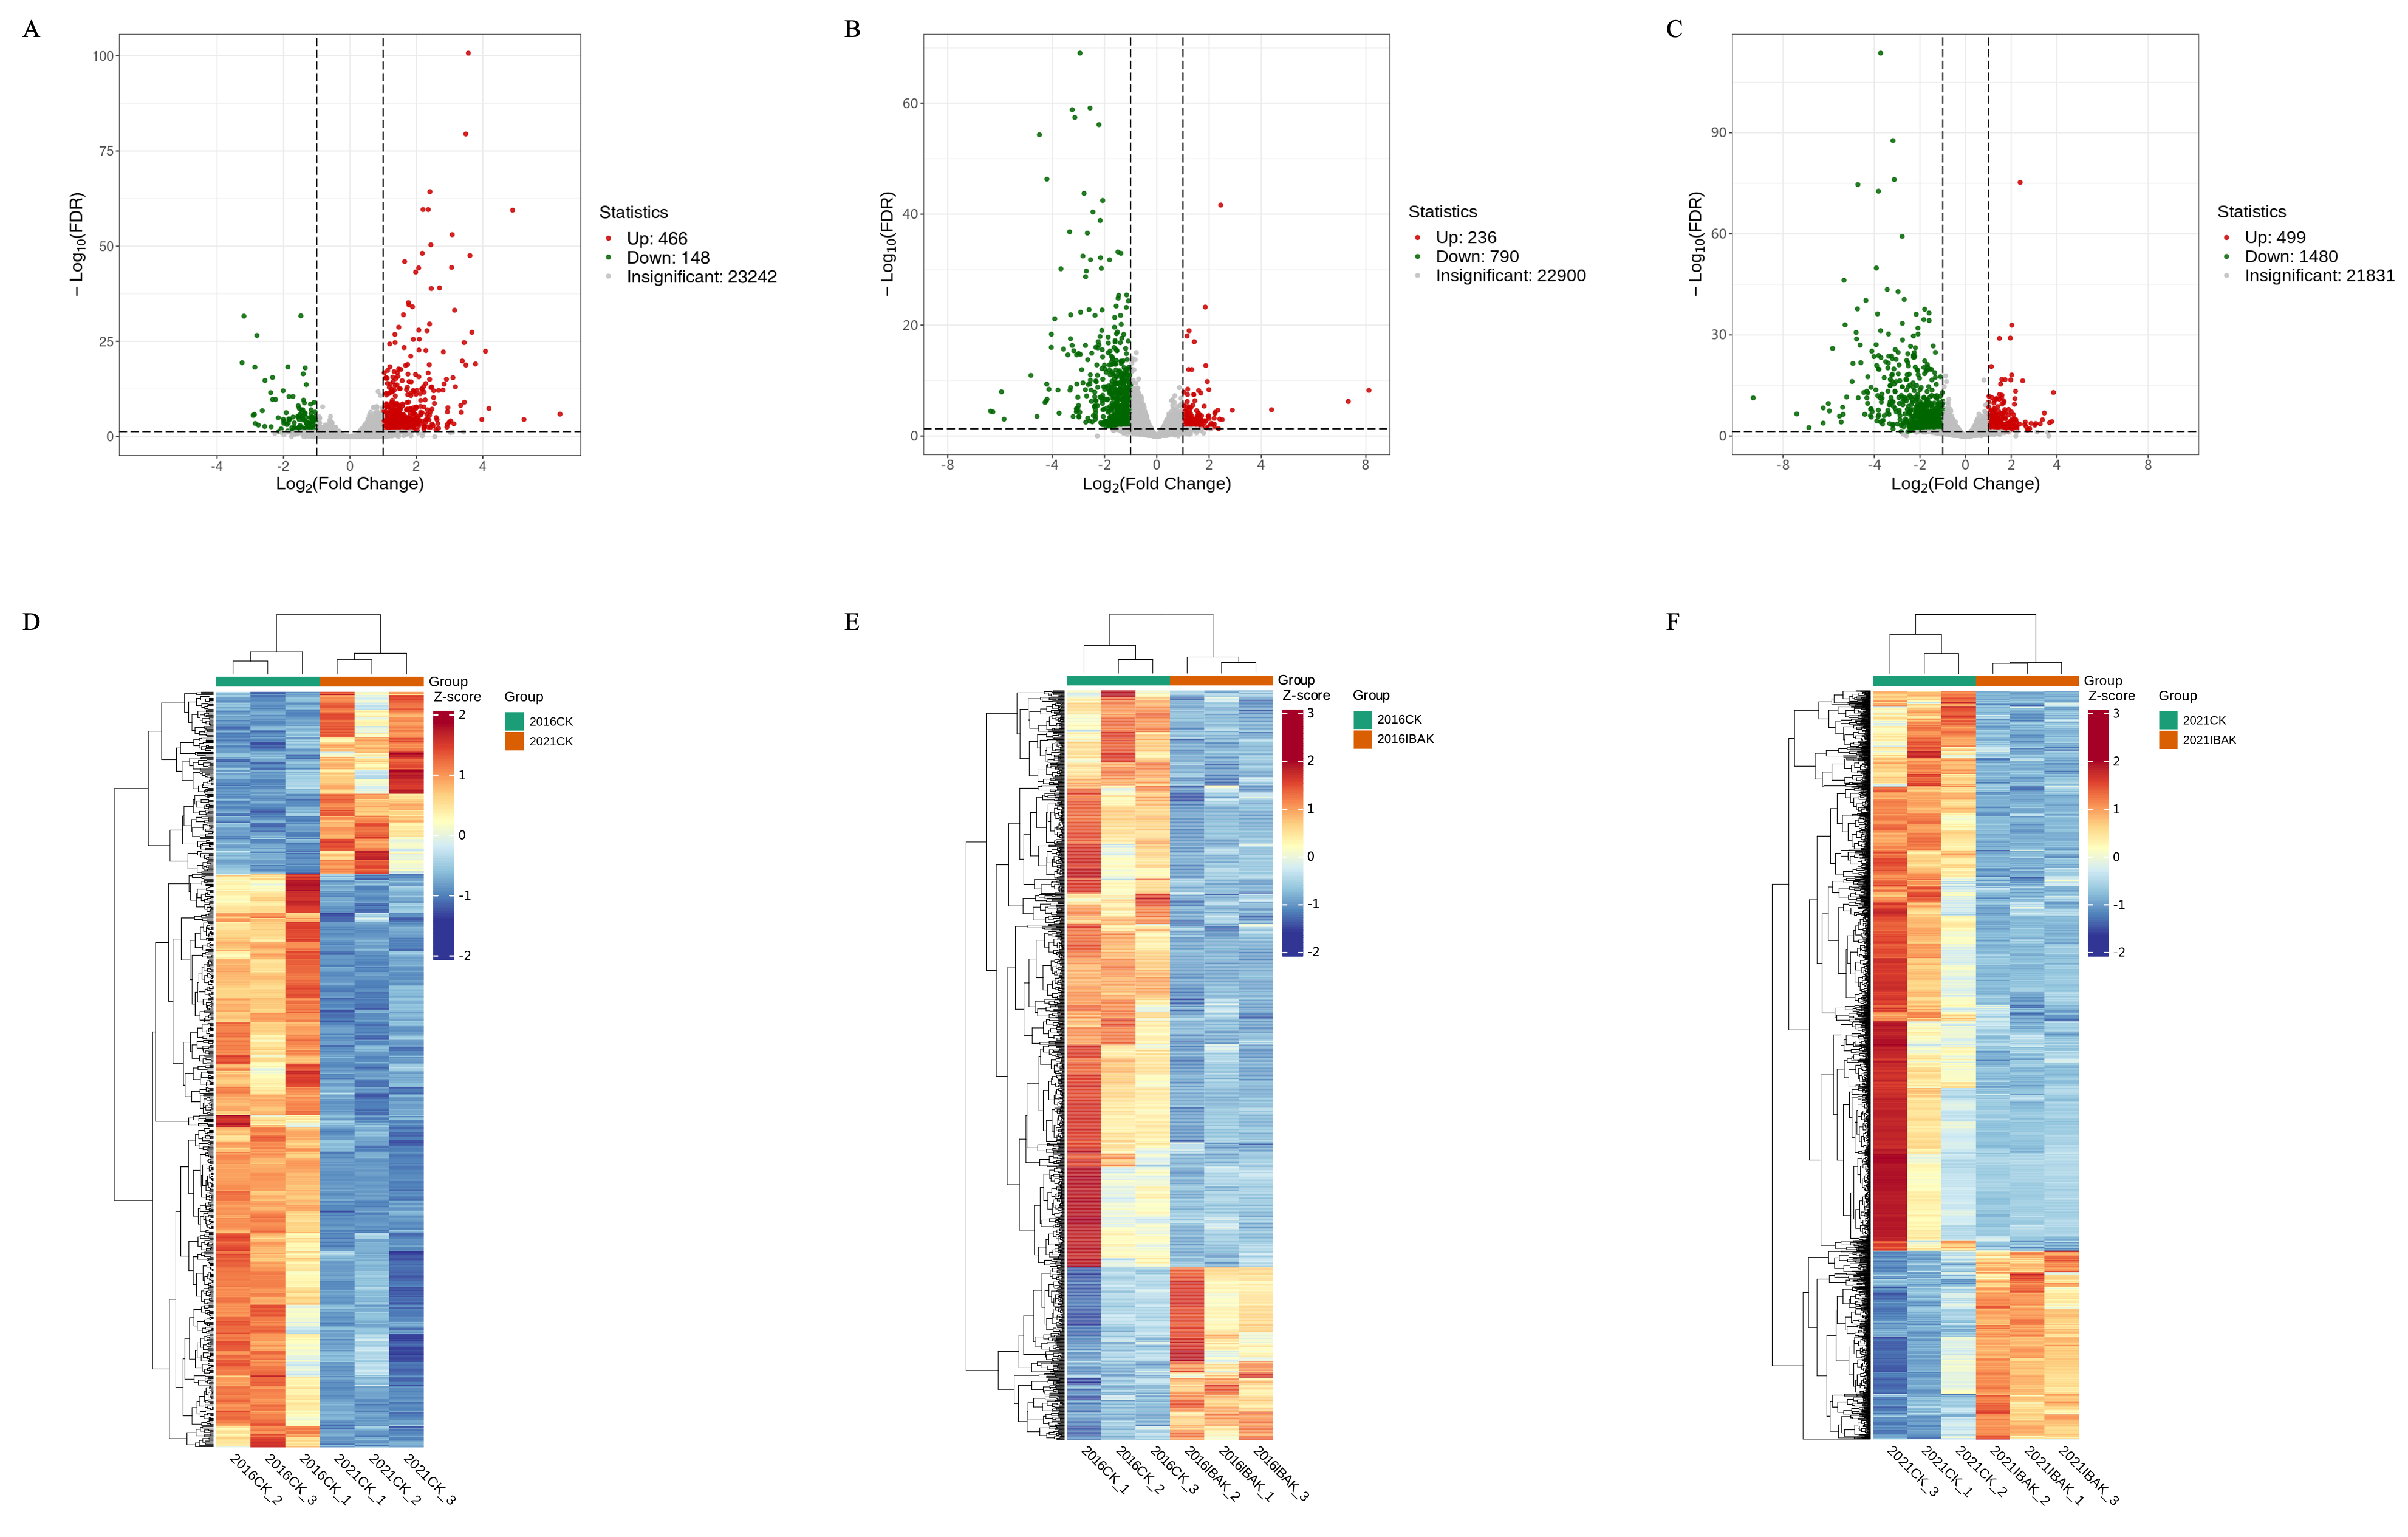 A
100
75
50
25
0
-4
-2
0
2
4
− Log10(FDR)
Log2(Fold Change)
Statistics
Up: 466
Down: 148
Insignificant: 23242
B
60
40
20
0
-8
-4
-2
0
2
4
8
− Log10(FDR)
Log2(Fold Change)
Statistics
Up: 236
Down: 790
Insignificant: 22900
C
90
60
30
0
-8
-4
-2
0
2
4
8
− Log10(FDR)
Log2(Fold Change)
Statistics
Up: 499
Down: 1480
Insignificant: 21831
D
Group
Z-score
2
1
0
-1
-2
Group
2016CK
2021CK
2016CK_2
2016CK_3
2016CK_1
2021CK_1
2021CK_2
2021CK_3
E
Group
Z-score
3
2
1
0
-1
-2
Group
2016CK
2016IBAK
2016CK_1
2016CK_2
2016CK_3
2016IBAK_2
2016IBAK_1
2016IBAK_3
F
Group
Z-score
3
2
1
0
-1
-2
Group
2021CK
2021IBAK
2021CK_3
2021CK_1
2021CK_2
2021IBAK_2
2021IBAK_1
2021IBAK_3